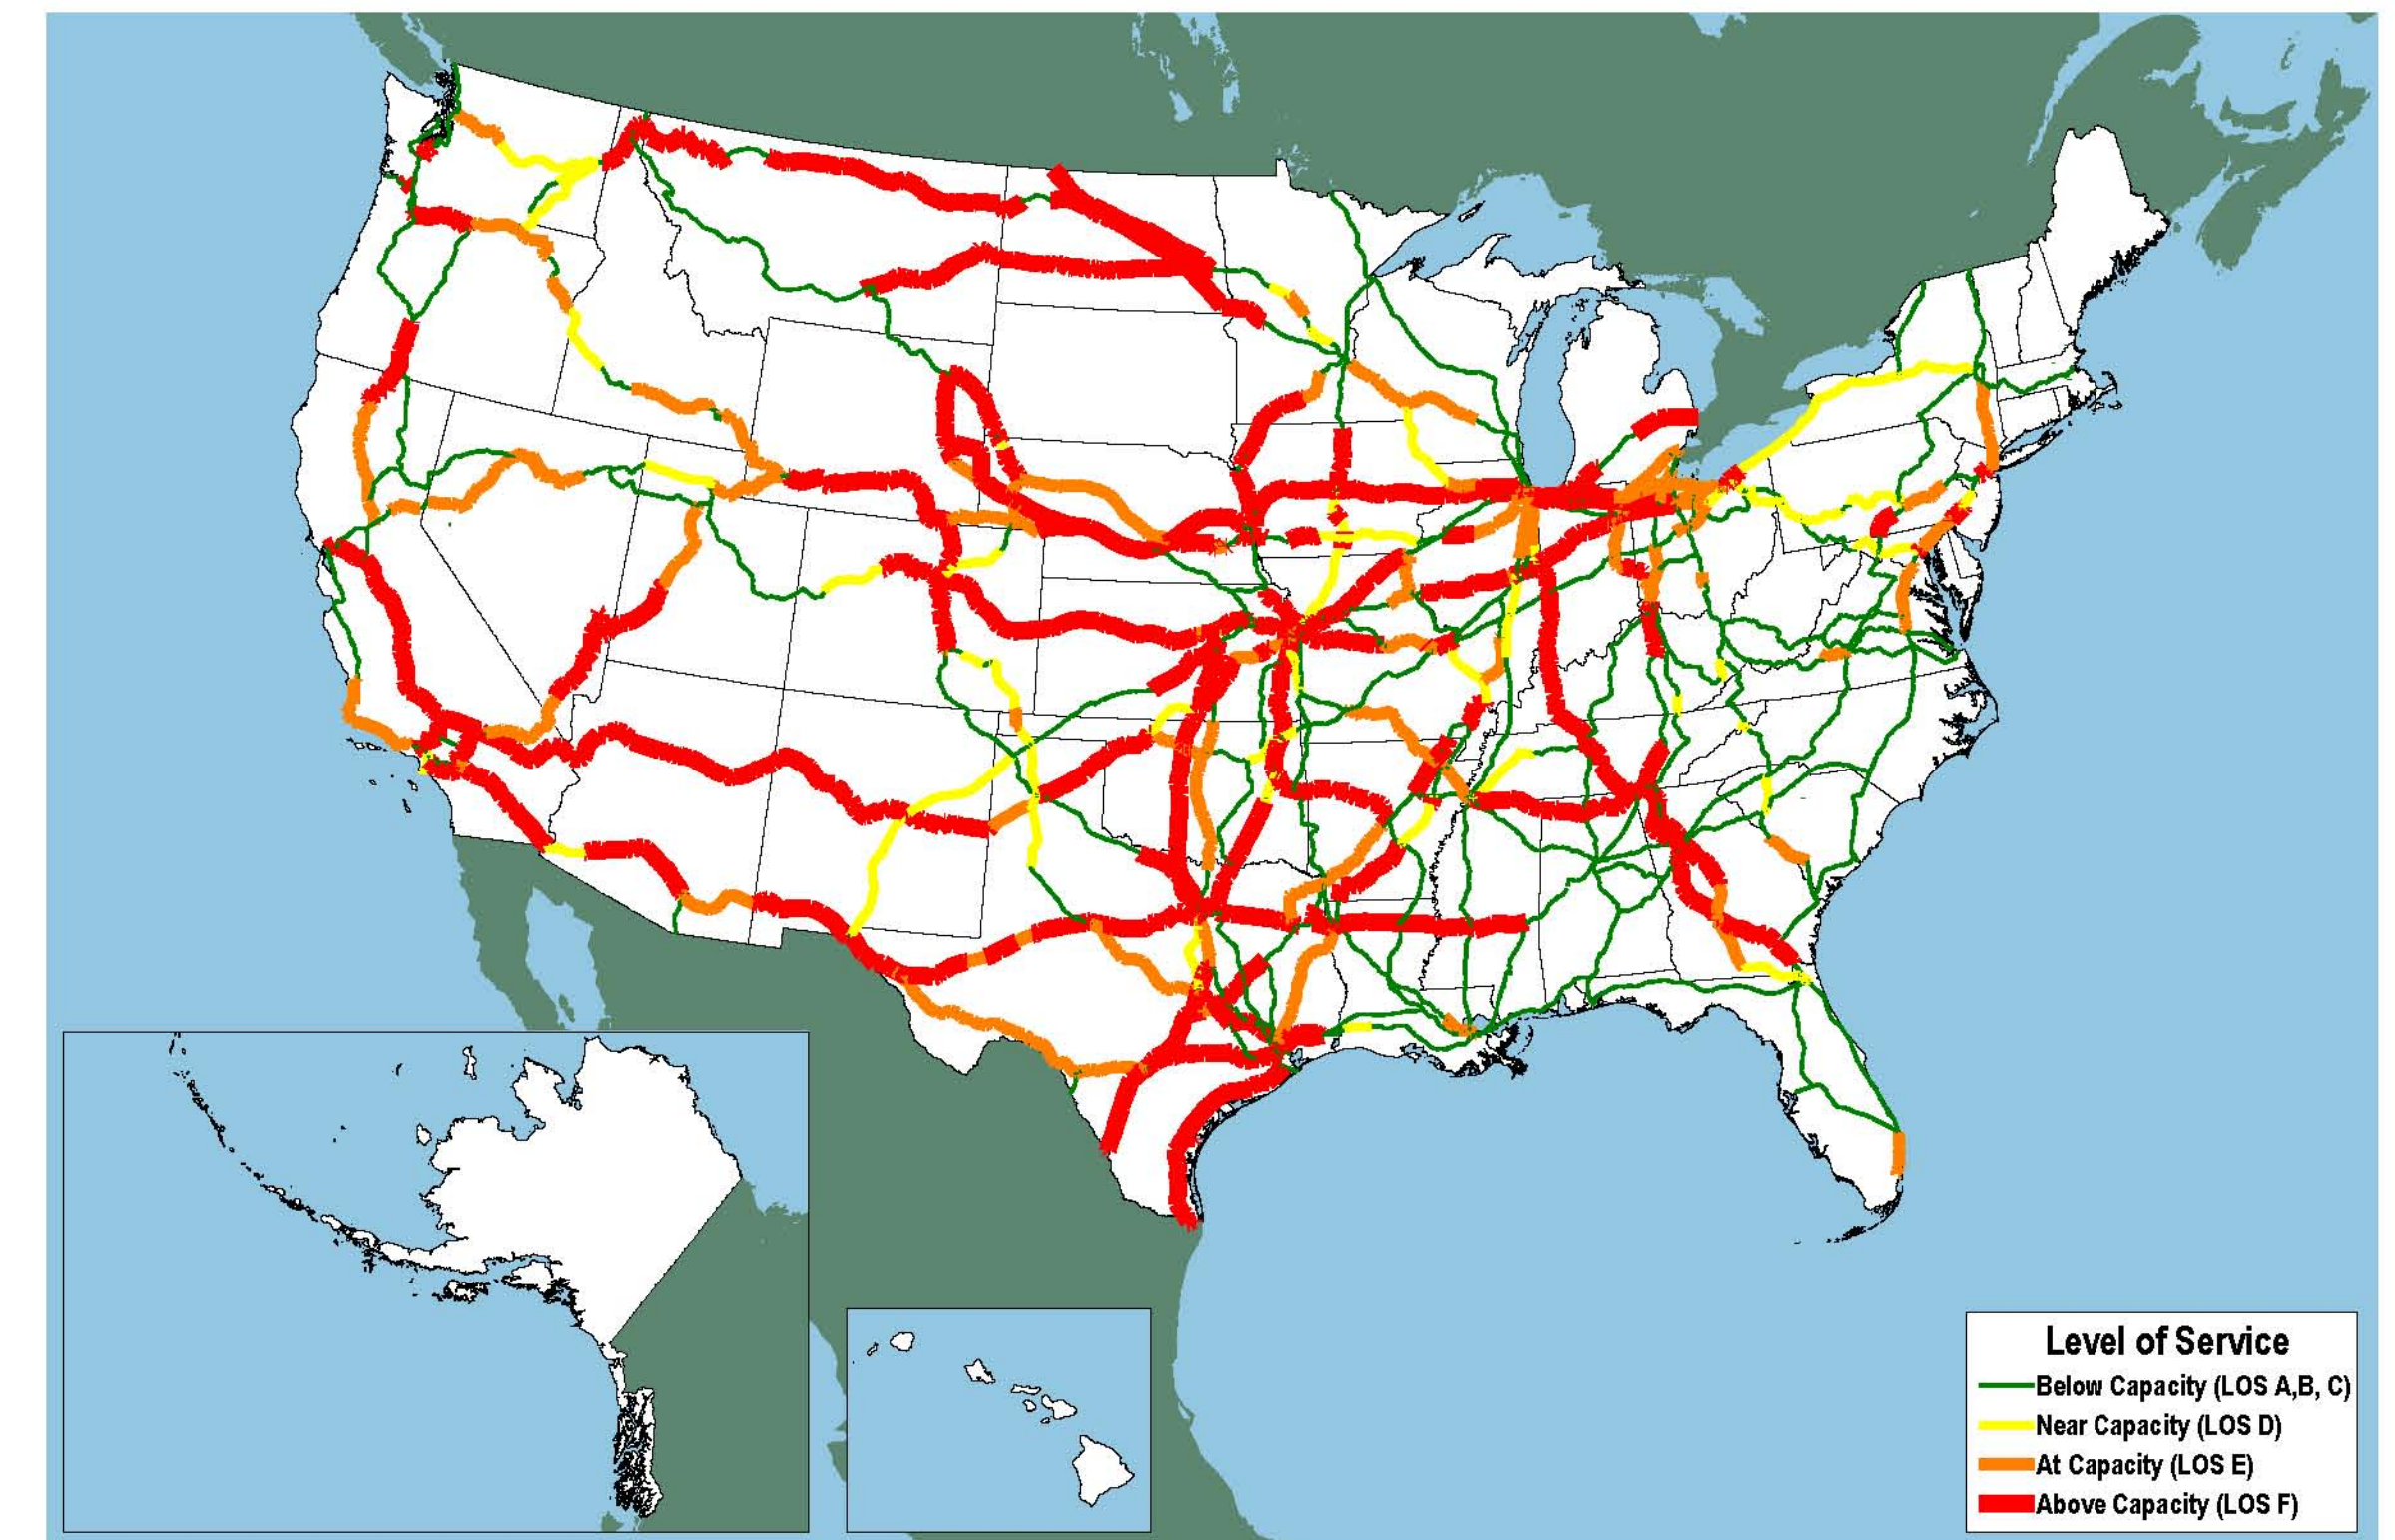 Level of Service
Below Capacity (LOS A,B, C)
Near Capacity (LOS D)
At Capacity (LOS E)
Above Capacity (LOS F)